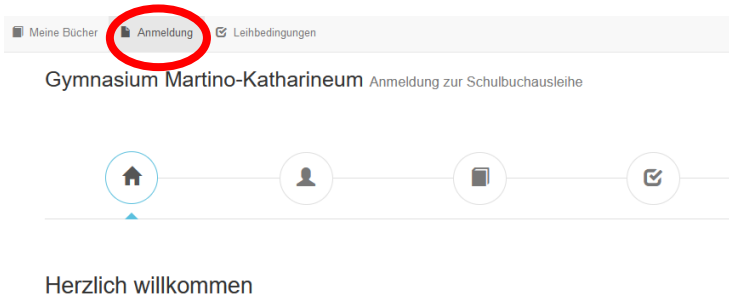 Meine Bücher Anmeldung Leihbedingungen
Gymnasium Martino-Katharineum Anmeldung zur Schulbuchausleihe
Herzlich willkommen